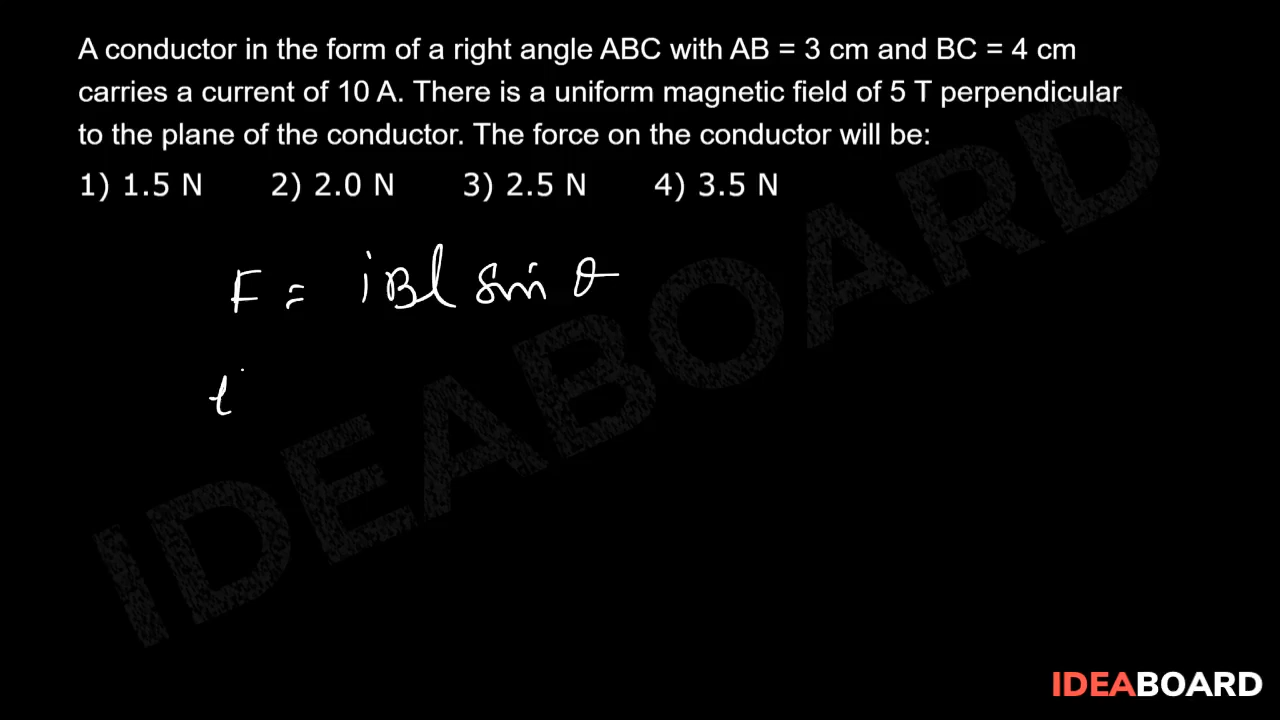 A conductor in the form of a right angle ABC with AB = 3 cm and BC = 4 cm
carries a current of 10 A. There is a uniform magnetic field of 5 T perpendicular
to the plane of the conductor. The force on the conductor will be:
1) 1.5 N 2) 2.0 N 3) 2.5 N 4) 3.5 N
F = iBl sin θ
l
IDEABOARD
IDEABOARD